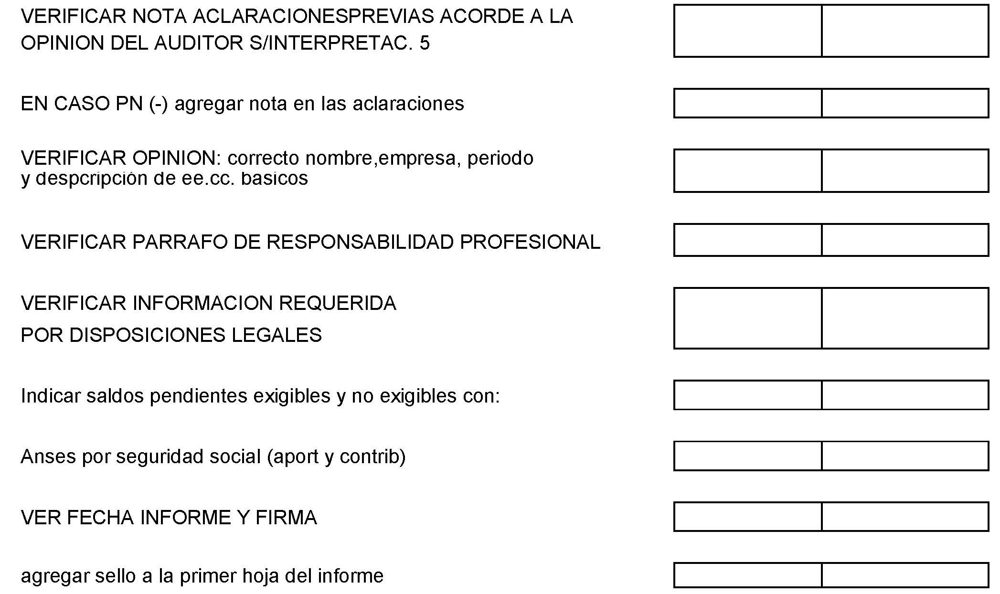 VERIFICAR NOTA ACLARACIONESPREVIAS ACORDE A LA
OPINION DEL AUDITOR S/INTERPRETAC. 5
EN CASO PN (-) agregar nota en las aclaraciones
VERIFICAR OPINION: correcto nombre,empresa, periodo
y despcripción de ee.cc. basicos
VERIFICAR PARRAFO DE RESPONSABILIDAD PROFESIONAL
VERIFICAR INFORMACION REQUERIDA
POR DISPOSICIONES LEGALES
Indicar saldos pendientes exigibles y no exigibles con:
Anses por seguridad social (aport y contrib)
VER FECHA INFORME Y FIRMA
agregar sello a la primer hoja del informe